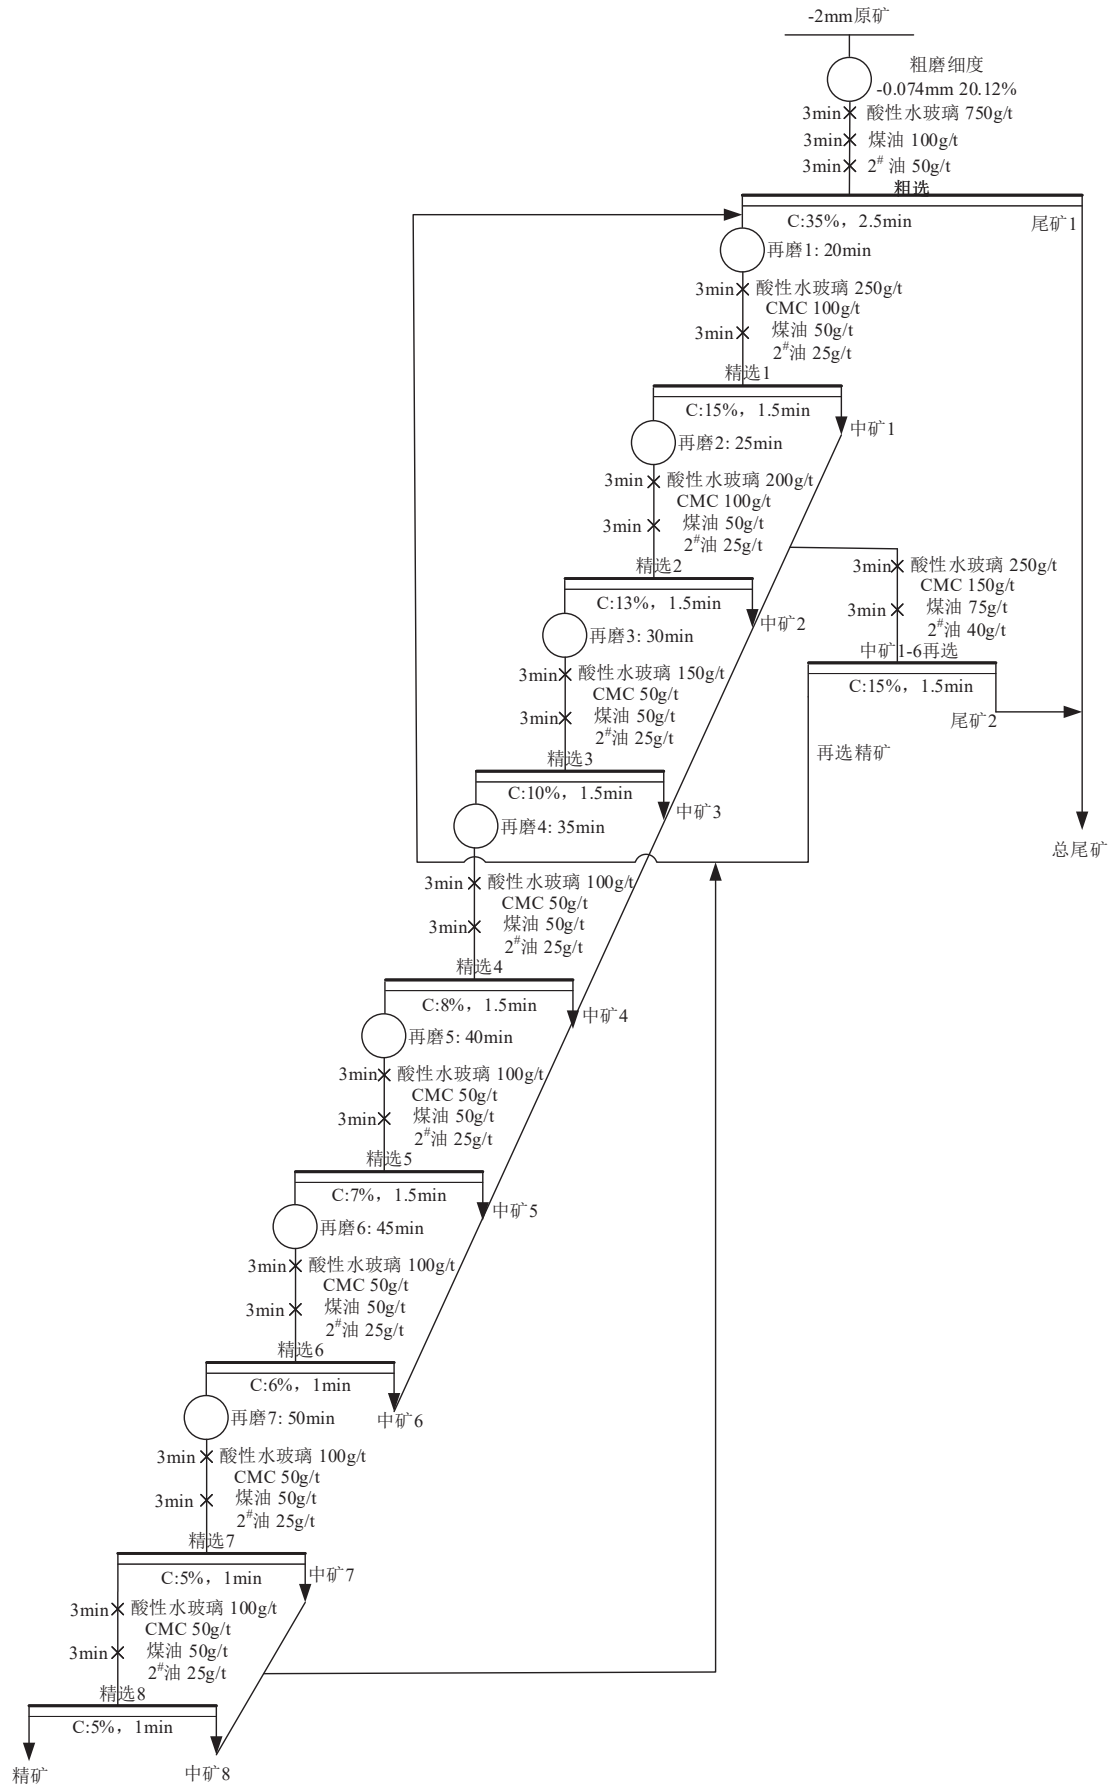 -2mm原矿
粗磨细度
-0.074mm 20.12%
3min 酸性水玻璃 750g/t
3min 煤油 100g/t
3min 2# 油 50g/t
粗选
C:35%，2.5min
尾矿1
再磨1: 20min
3min 酸性水玻璃 250g/t
CMC 100g/t
3min 煤油 50g/t
2#油 25g/t
精选1
C:15%，1.5min
中矿1
再磨2: 25min
3min 酸性水玻璃 200g/t
CMC 100g/t
3min 煤油 50g/t
2#油 25g/t
精选2
C:13%，1.5min
中矿2
3min 酸性水玻璃 250g/t
CMC 150g/t
3min 煤油 75g/t
2#油 40g/t
中矿1-6再选
C:15%，1.5min
尾矿2
再选精矿
总尾矿
再磨3: 30min
3min 酸性水玻璃 150g/t
CMC 50g/t
3min 煤油 50g/t
2#油 25g/t
精选3
C:10%，1.5min
中矿3
再磨4: 35min
3min 酸性水玻璃 100g/t
CMC 50g/t
3min 煤油 50g/t
2#油 25g/t
精选4
C:8%，1.5min
中矿4
再磨5: 40min
3min 酸性水玻璃 100g/t
CMC 50g/t
3min 煤油 50g/t
2#油 25g/t
精选5
C:7%，1.5min
中矿5
再磨6: 45min
3min 酸性水玻璃 100g/t
CMC 50g/t
3min 煤油 50g/t
2#油 25g/t
精选6
C:6%，1min
中矿6
再磨7: 50min
3min 酸性水玻璃 100g/t
CMC 50g/t
3min 煤油 50g/t
2#油 25g/t
精选7
C:5%，1min
中矿7
3min 酸性水玻璃 100g/t
CMC 50g/t
3min 煤油 50g/t
2#油 25g/t
精选8
C:5%，1min
精矿
中矿8